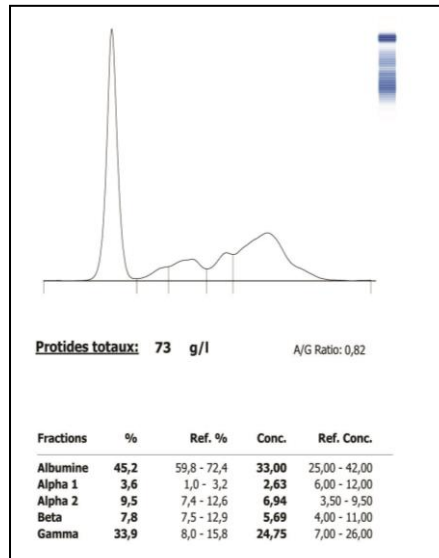 Protides totaux: 73 g/l A/G Ratio: 0,82
Fractions % Ref. % Conc. Ref. Conc.
Albumine 45,2 59,8 - 72,4 33,00 25,00 - 42,00
Alpha 1 3,6 1,0 - 3,2 2,63 6,00 - 12,00
Alpha 2 9,5 7,4 - 12,6 6,94 3,50 - 9,50
Beta 7,8 7,5 - 12,9 5,69 4,00 - 11,00
Gamma 33,9 8,0 - 15,8 24,75 7,00 - 26,00